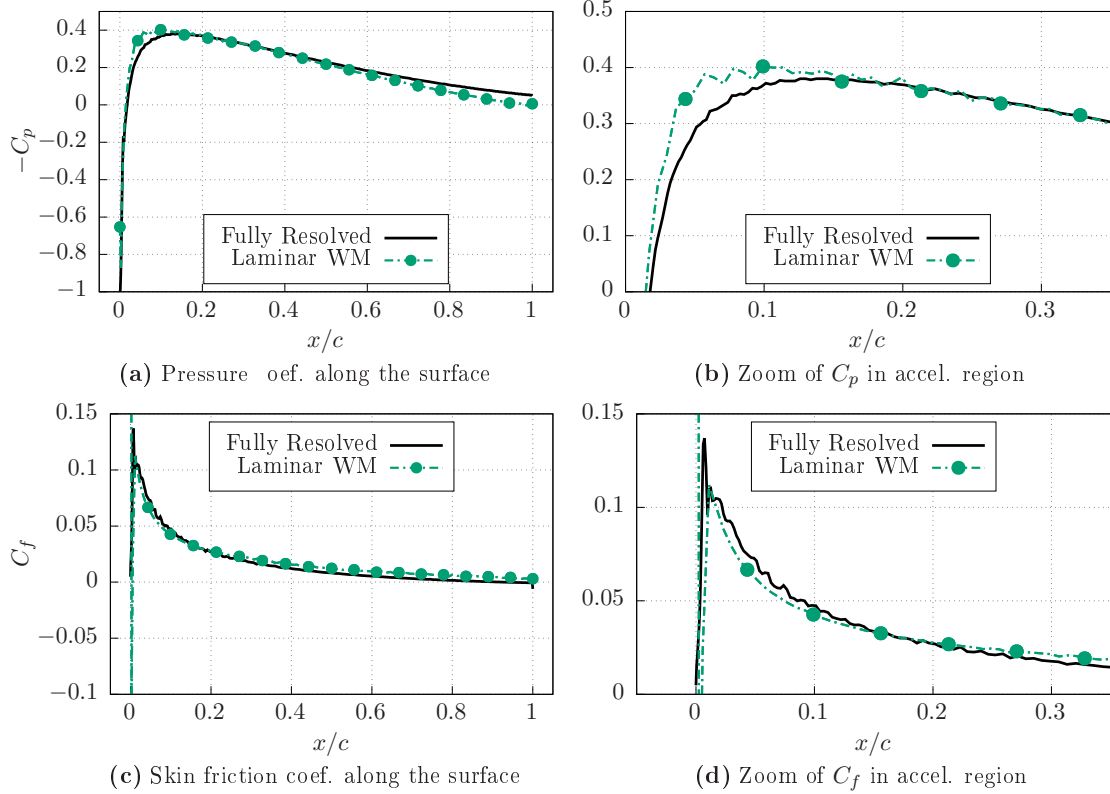 0.4
0.2
0
−0.2
−0.4
−0.6
−0.8
−1
−C_p
0 0.2 0.4 0.6 0.8 1
x/c
Fully Resolved
Laminar WM
(a) Pressure oef. along the surface
0.5
0.4
0.3
0.2
0.1
0
0 0.1 0.2 0.3
x/c
Fully Resolved
Laminar WM
(b) Zoom of C_p in accel. region
0.15
0.1
0.05
0
−0.05
−0.1
C_f
0 0.2 0.4 0.6 0.8 1
x/c
Fully Resolved
Laminar WM
(c) Skin friction coef. along the surface
0.15
0.1
0.05
0
0 0.1 0.2 0.3
x/c
Fully Resolved
Laminar WM
(d) Zoom of C_f in accel. region